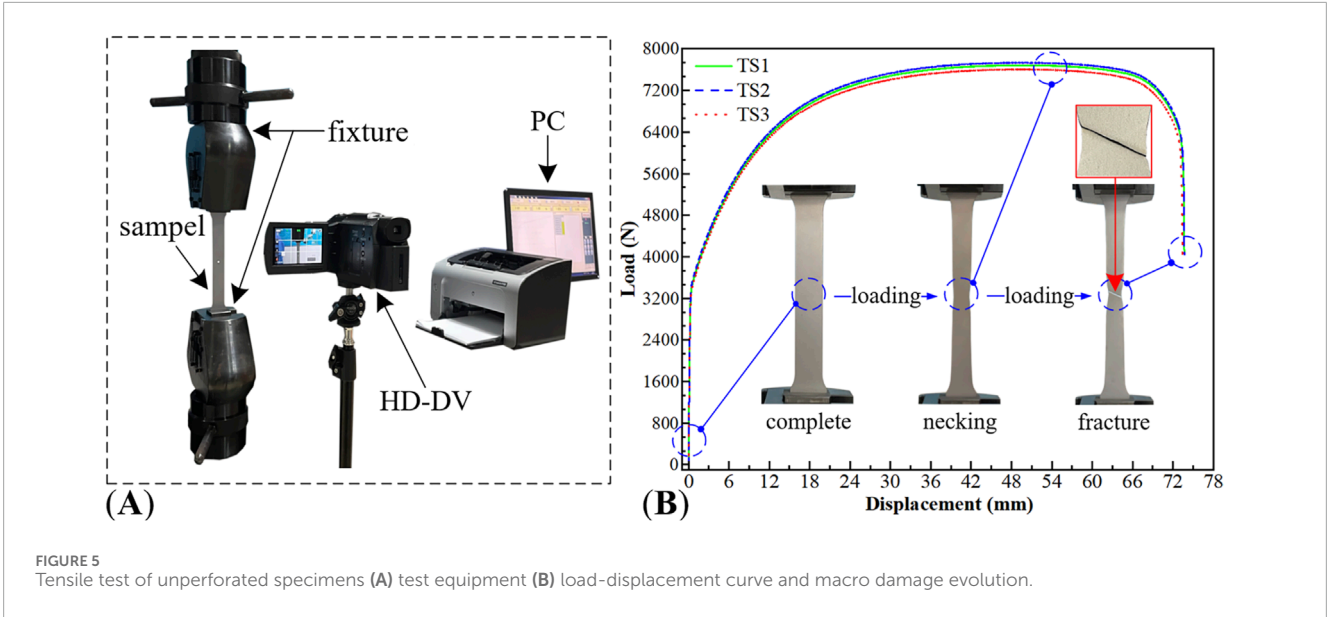 fixture
PC
sampel
HD-DV
(A)
8000
7200
6400
5600
4800
4000
3200
2400
1600
800
0
Load (N)
TS1
TS2
TS3
loading
loading
complete
necking
fracture
0 6 12 18 24 30 36 42 48 54 60 66 72 78
Displacement (mm)
(B)
FIGURE 5
Tensile test of unperforated specimens (A) test equipment (B) load-displacement curve and macro damage evolution.